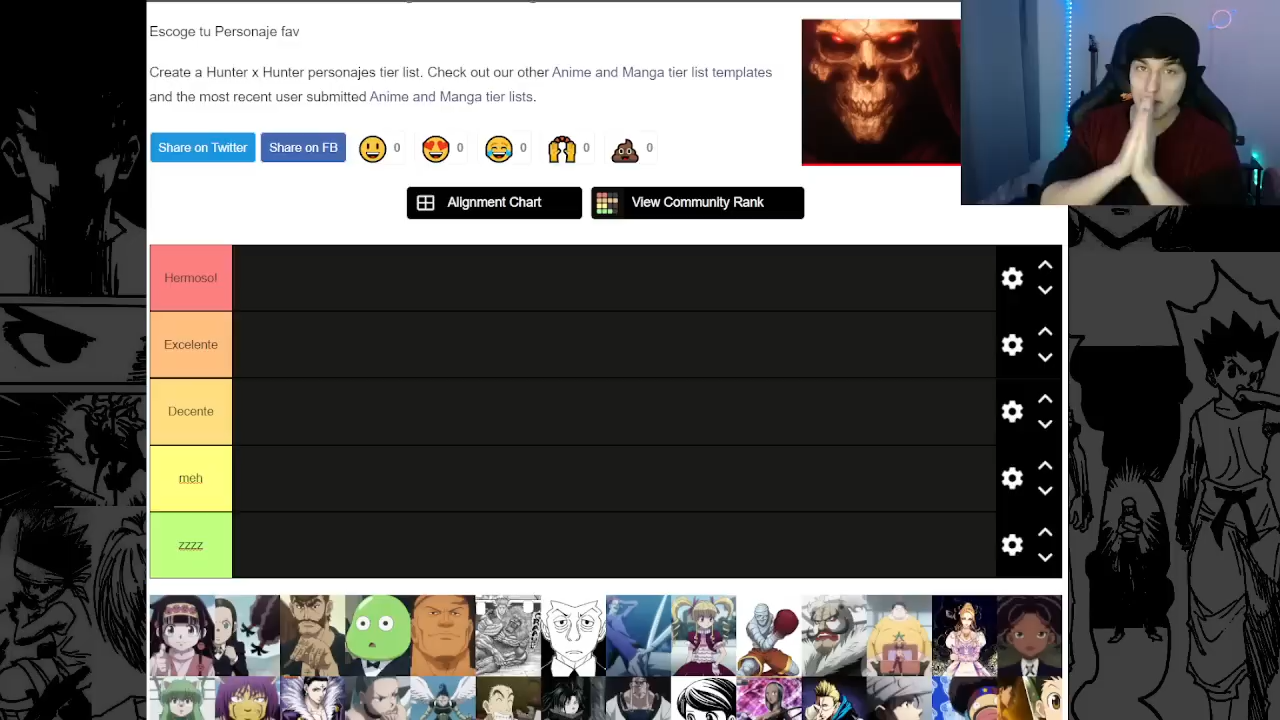 Escoge tu Personaje fav
Create a Hunter x Hunter personajes tier list. Check out our other Anime and Manga tier list templates
and the most recent user submitted Anime and Manga tier lists.
Share on Twitter
Share on FB
0
0
0
0
0
Alignment Chart
View Community Rank
Hermoso!
Excelente
Decente
meh
zzzz